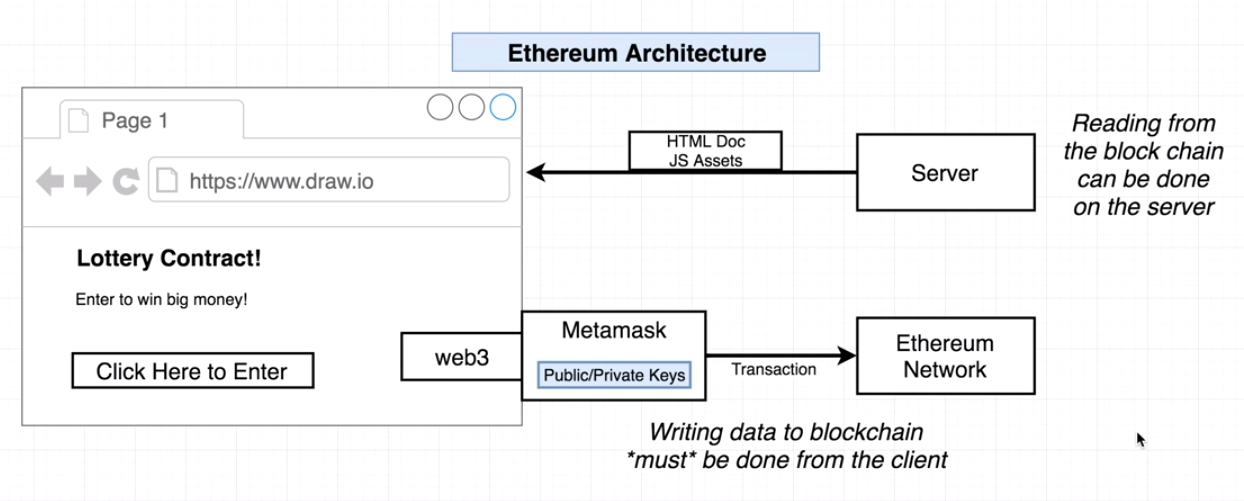 Ethereum Architecture
Page 1
https://www.draw.io
HTML Doc
JS Assets
Server
Reading from
the block chain
can be done
on the server
Lottery Contract!
Enter to win big money!
Click Here to Enter
web3
Metamask
Public/Private Keys
Transaction
Ethereum
Network
Writing data to blockchain
*must* be done from the client